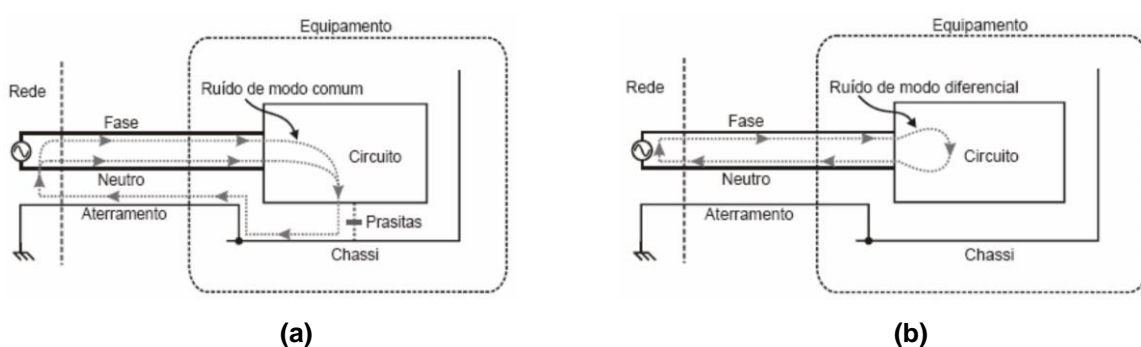 Equipamento
Rede
Ruído de modo comum
Fase
Circuito
Neutro
Aterramento
Prasitas
Chassi
(a)
Equipamento
Rede
Ruído de modo diferencial
Fase
Circuito
Neutro
Aterramento
Chassi
(b)